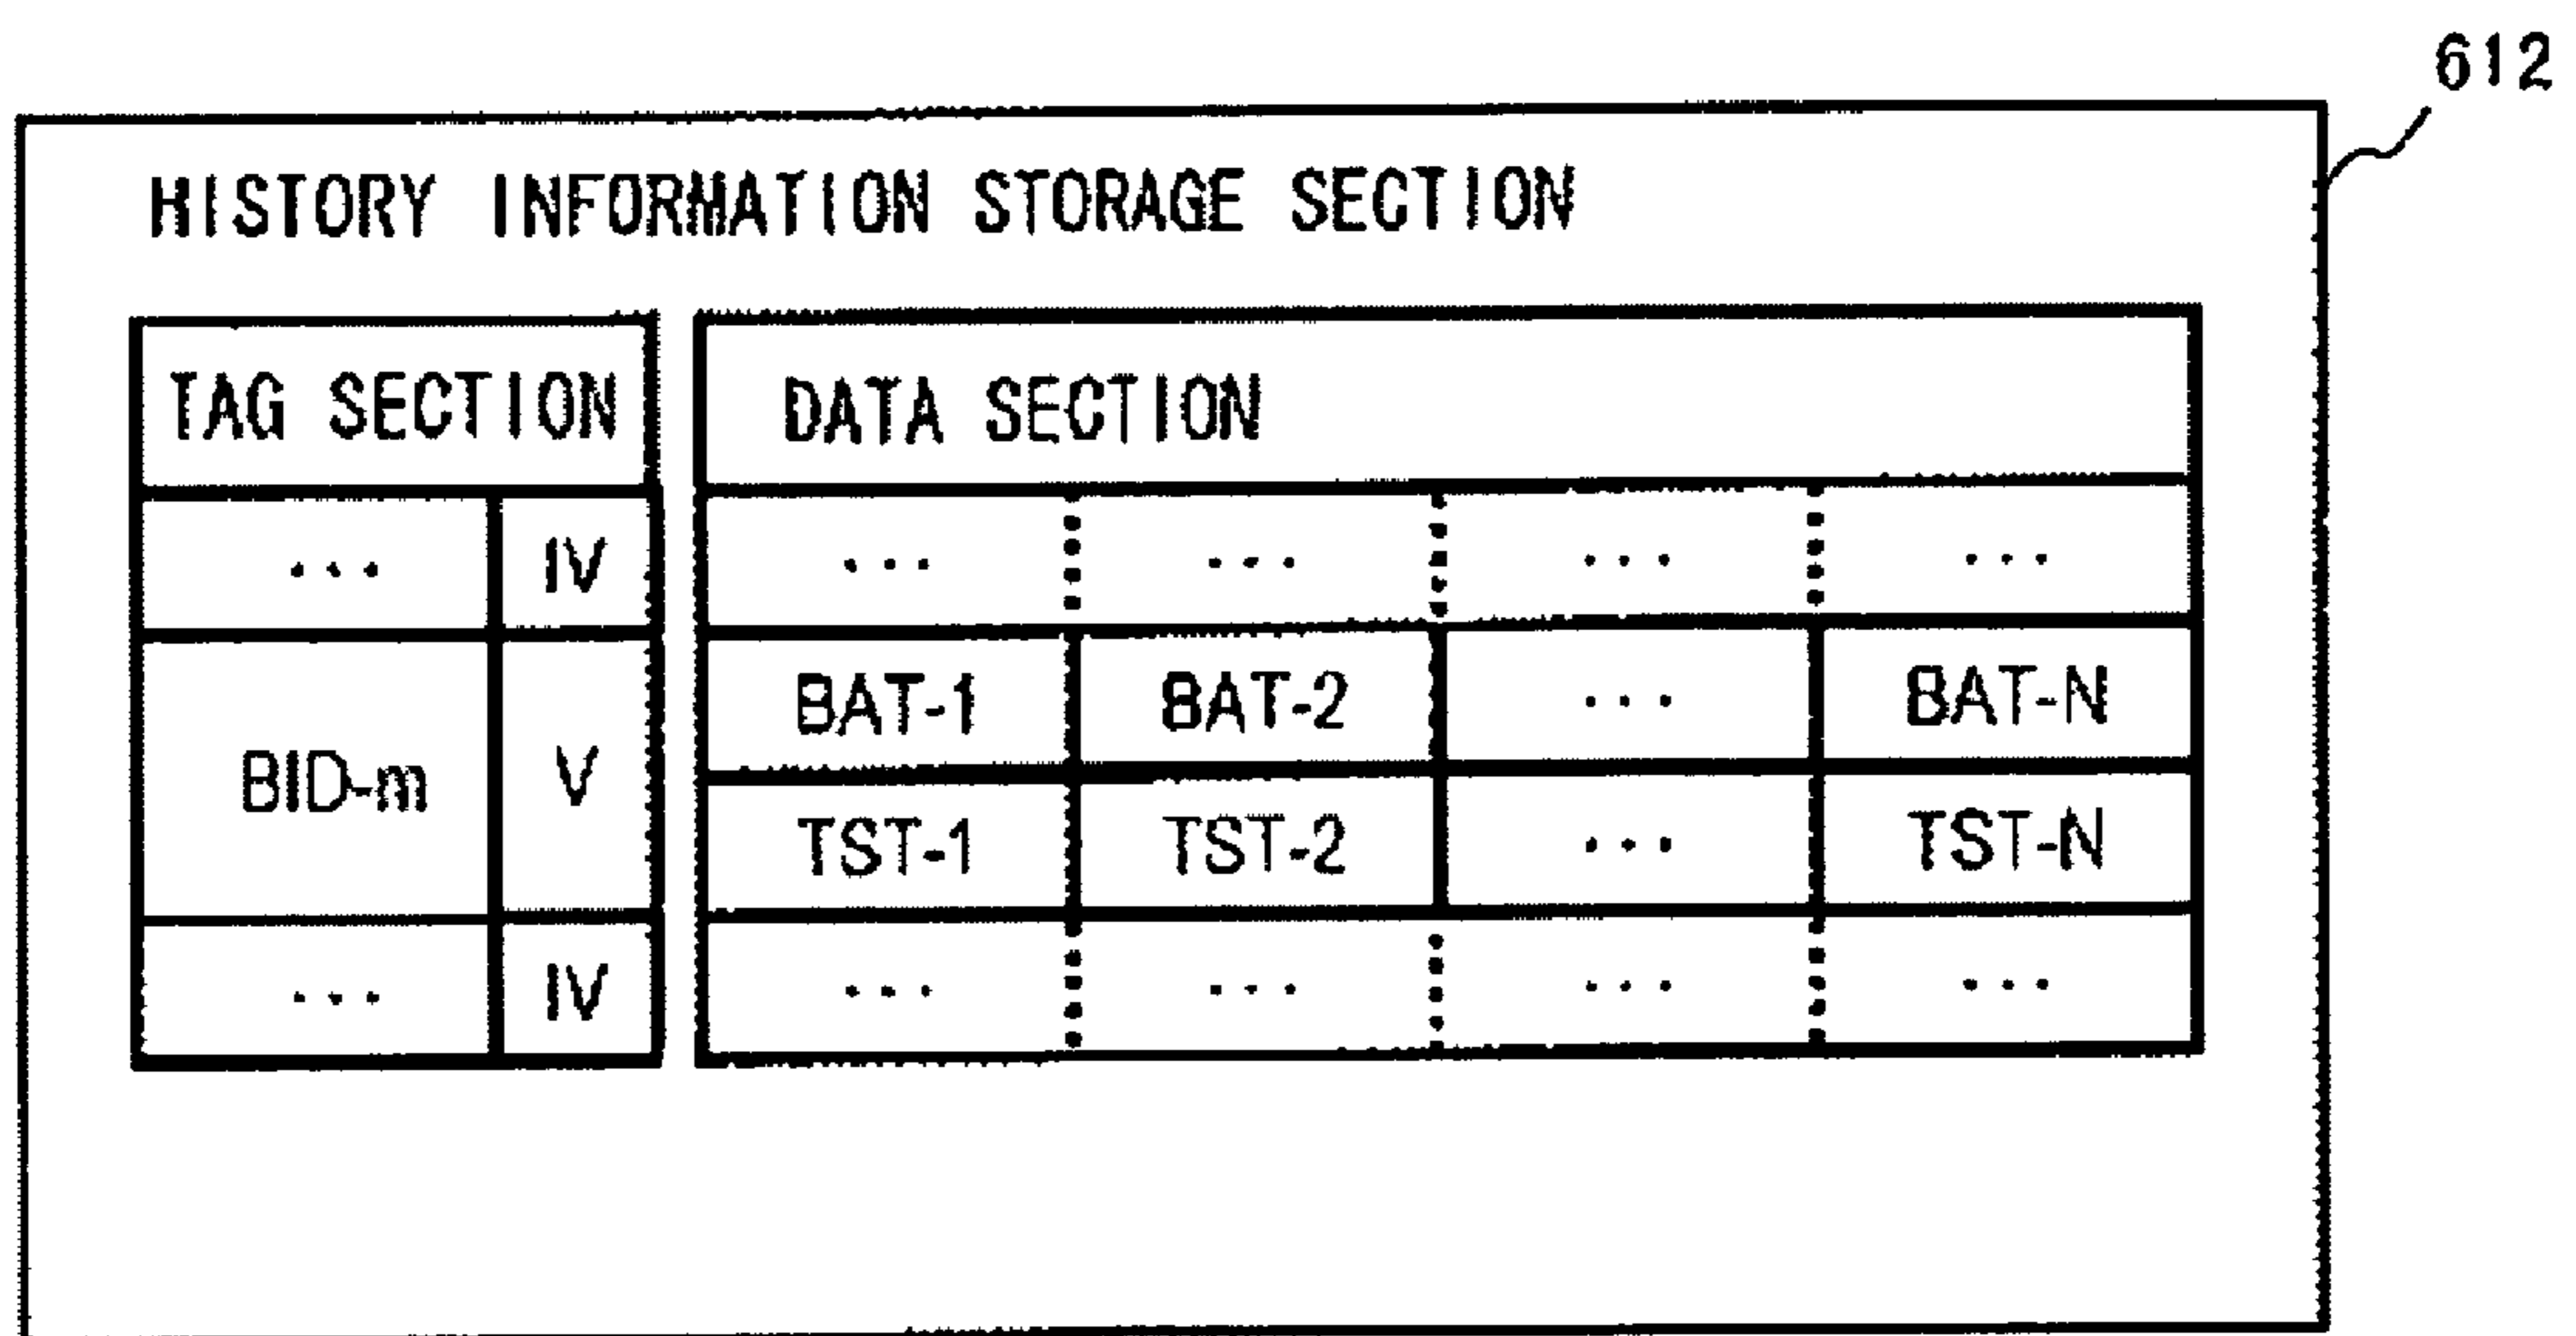 612
HISTORY INFORMATION STORAGE SECTION
TAG SECTION DATA SECTION
... IV ... ... ... ...
BID-m V BAT-1 BAT-2 ... BAT-N
TST-1 TST-2 ... TST-N
... IV ... ... ... ...